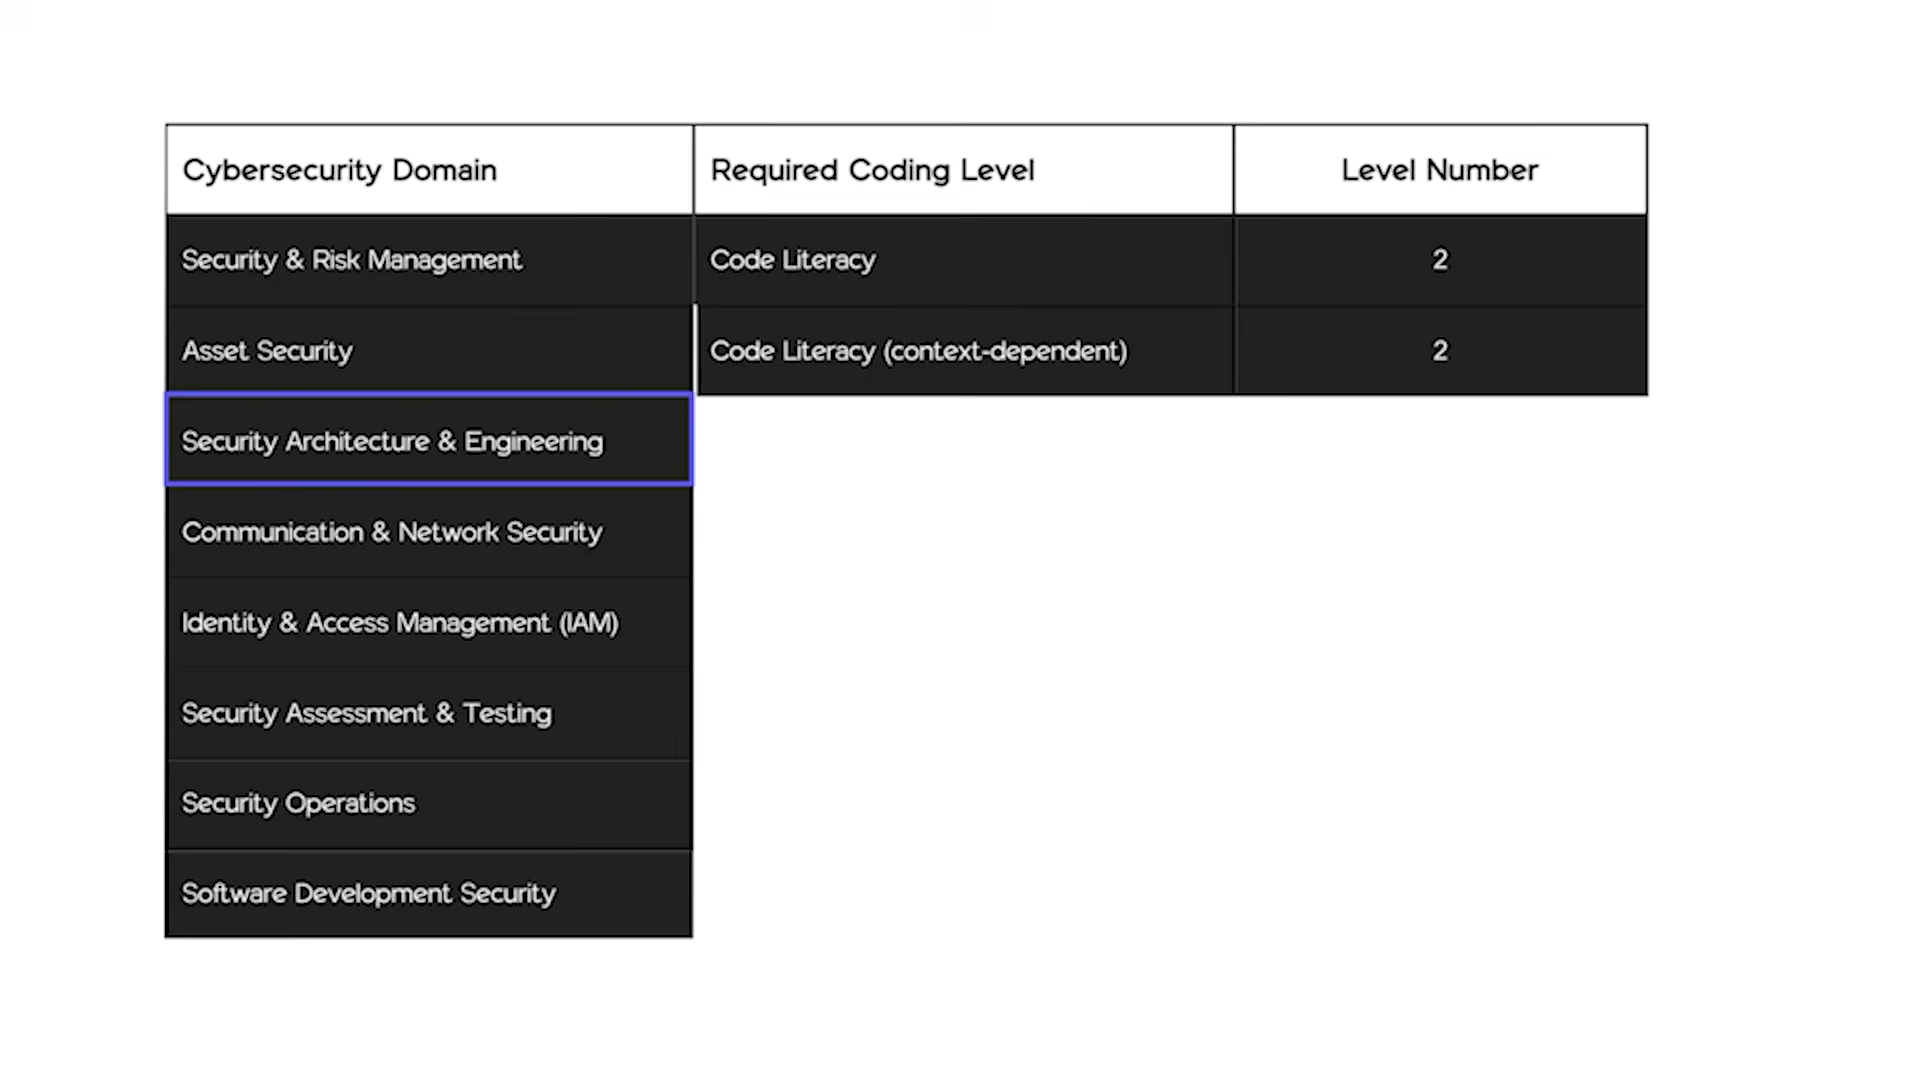 Cybersecurity Domain Required Coding Level Level Number
Security & Risk Management Code Literacy 2
Asset Security Code Literacy (context-dependent) 2
Security Architecture & Engineering
Communication & Network Security
Identity & Access Management (IAM)
Security Assessment & Testing
Security Operations
Software Development Security